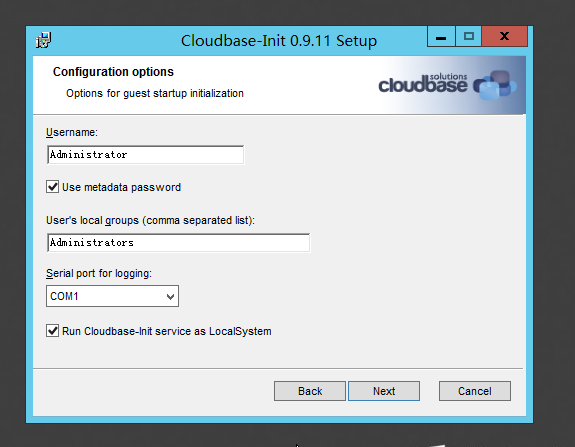 Cloudbase-Init 0.9.11 Setup
Configuration options
Options for guest startup initialization
solutions
cloudbase
Username:
Administrator
Use metadata password
User's local groups (comma separated list):
Administrators
Serial port for logging:
COM1
Run Cloudbase-Init service as LocalSystem
Back Next Cancel